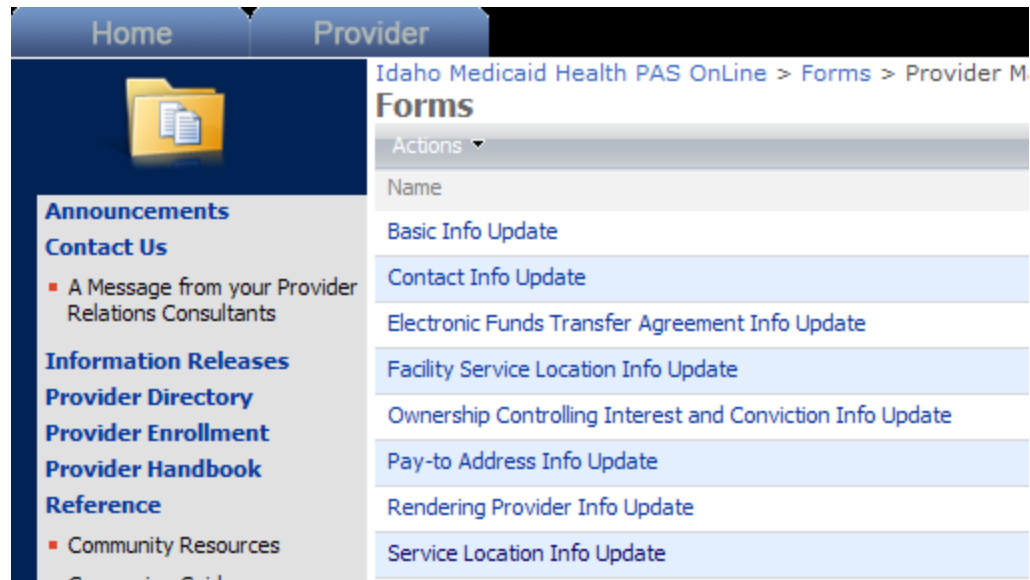 Home Provider
Idaho Medicaid Health PAS OnLine > Forms > Provider
Forms
Actions
Name
Basic Info Update
Contact Info Update
Electronic Funds Transfer Agreement Info Update
Facility Service Location Info Update
Ownership Controlling Interest and Conviction Info Update
Pay-to Address Info Update
Rendering Provider Info Update
Service Location Info Update
Announcements
Contact Us
A Message from your Provider
Relations Consultants
Information Releases
Provider Directory
Provider Enrollment
Provider Handbook
Reference
Community Resources